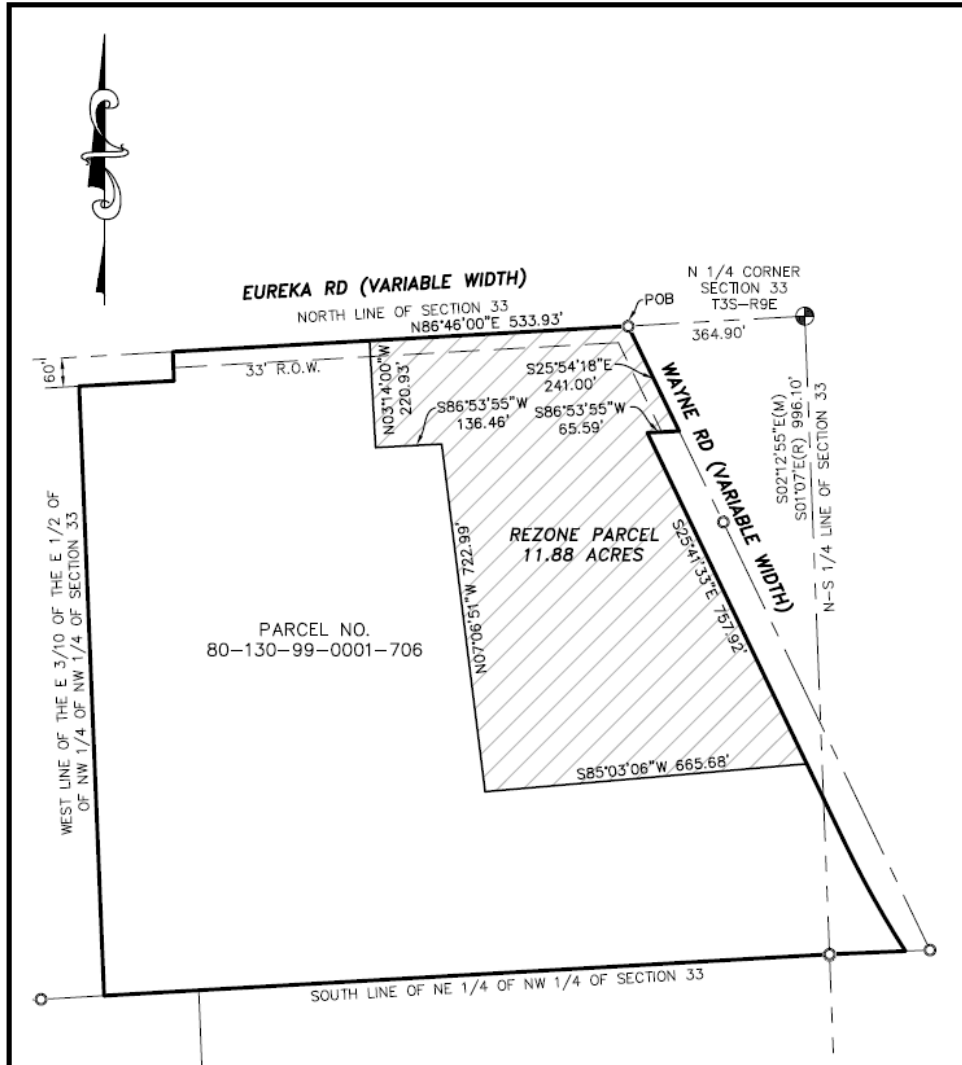 N 1/4 CORNER
SECTION 33
T3S-R9E
EUREKA RD (VARIABLE WIDTH)
NORTH LINE OF SECTION 33
N86°46'00"E 533.93'
POB
364.90'
60'
33' R.O.W.
N03°14'00"W
220.93'
S25°54'18"E
241.00'
S86°53'55"W
136.46'
S86°53'55"W
65.59'
WAYNE RD (VARIABLE WIDTH)
S02°12'55"E(M)
S01°07'E(R) 996.10'
N-S 1/4 LINE OF SECTION 33
REZONE PARCEL
11.88 ACRES
N07°06'51"W 722.99'
S25°41'33"E 757.92'
WEST LINE OF THE E 3/10 OF THE E 1/2 OF
OF NW 1/4 OF NW 1/4 OF SECTION 33
PARCEL NO.
80-130-99-0001-706
S85°03'06"W 665.68'
SOUTH LINE OF NE 1/4 OF NW 1/4 OF SECTION 33